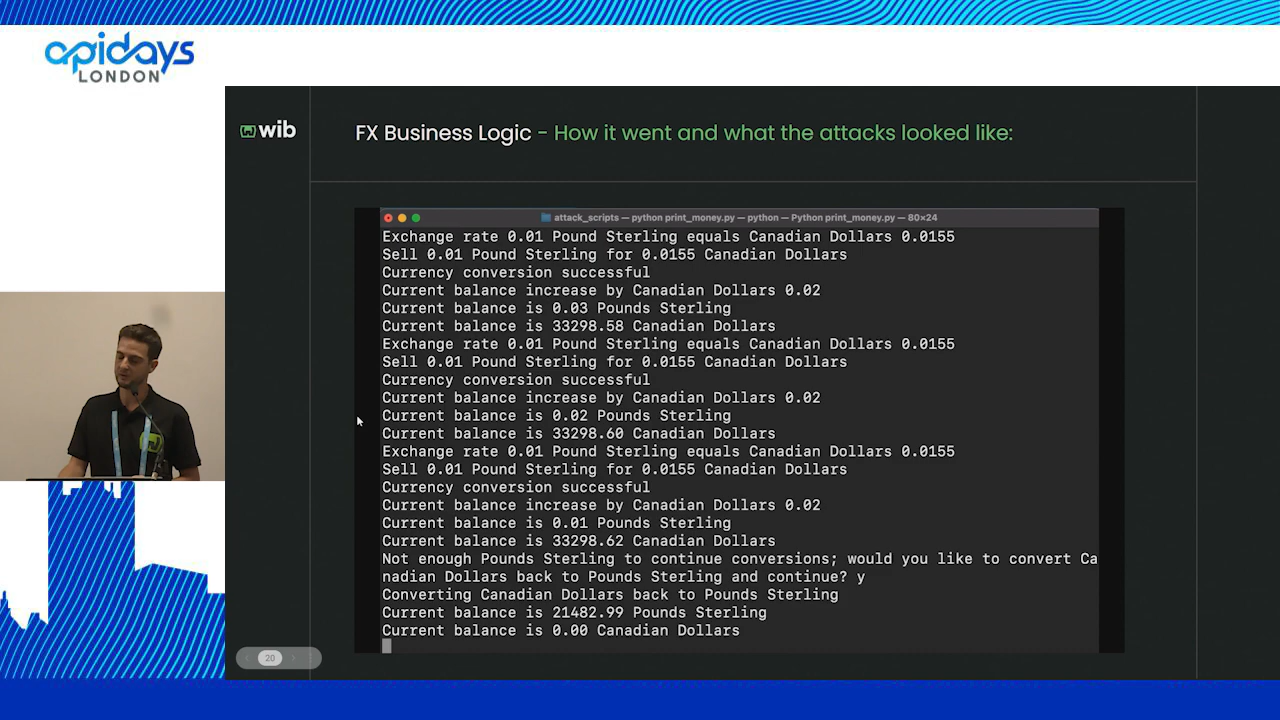 apidays
LONDON
wib
FX Business Logic - How it went and what the attacks looked like:
attack_scripts — python print_money.py — python — Python print_money.py — 80×24
Exchange rate 0.01 Pound Sterling equals Canadian Dollars 0.0155
Sell 0.01 Pound Sterling for 0.0155 Canadian Dollars
Currency conversion successful
Current balance increase by Canadian Dollars 0.02
Current balance is 0.03 Pounds Sterling
Current balance is 33298.58 Canadian Dollars
Exchange rate 0.01 Pound Sterling equals Canadian Dollars 0.0155
Sell 0.01 Pound Sterling for 0.0155 Canadian Dollars
Currency conversion successful
Current balance increase by Canadian Dollars 0.02
Current balance is 0.02 Pounds Sterling
Current balance is 33298.60 Canadian Dollars
Exchange rate 0.01 Pound Sterling equals Canadian Dollars 0.0155
Sell 0.01 Pound Sterling for 0.0155 Canadian Dollars
Currency conversion successful
Current balance increase by Canadian Dollars 0.02
Current balance is 0.01 Pounds Sterling
Current balance is 33298.62 Canadian Dollars
Not enough Pounds Sterling to continue conversions; would you like to convert Ca
nadian Dollars back to Pounds Sterling and continue? y
Converting Canadian Dollars back to Pounds Sterling
Current balance is 21482.99 Pounds Sterling
Current balance is 0.00 Canadian Dollars
20